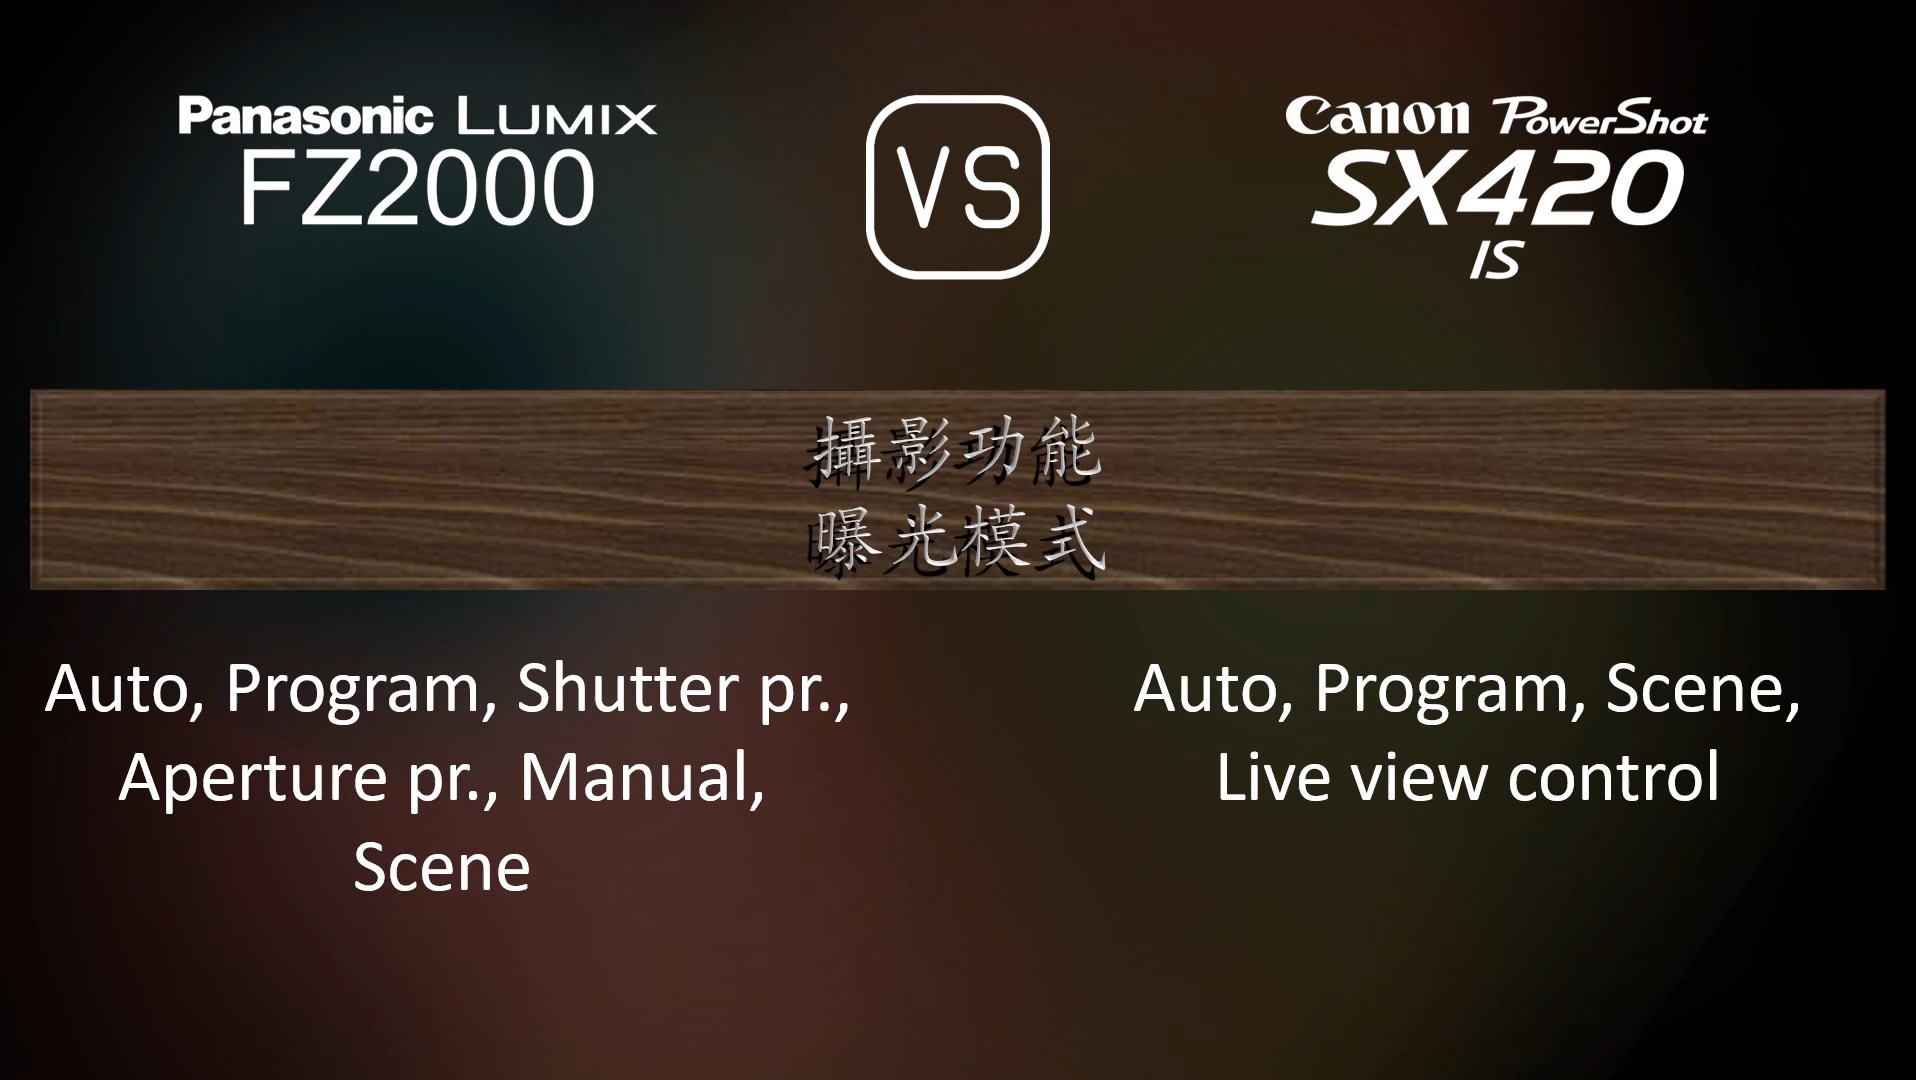 Panasonic LUMIX
FZ2000
VS
Canon PowerShot
SX420
IS
攝影功能
曝光模式
Auto, Program, Shutter pr.,
Aperture pr., Manual,
Scene
Auto, Program, Scene,
Live view control